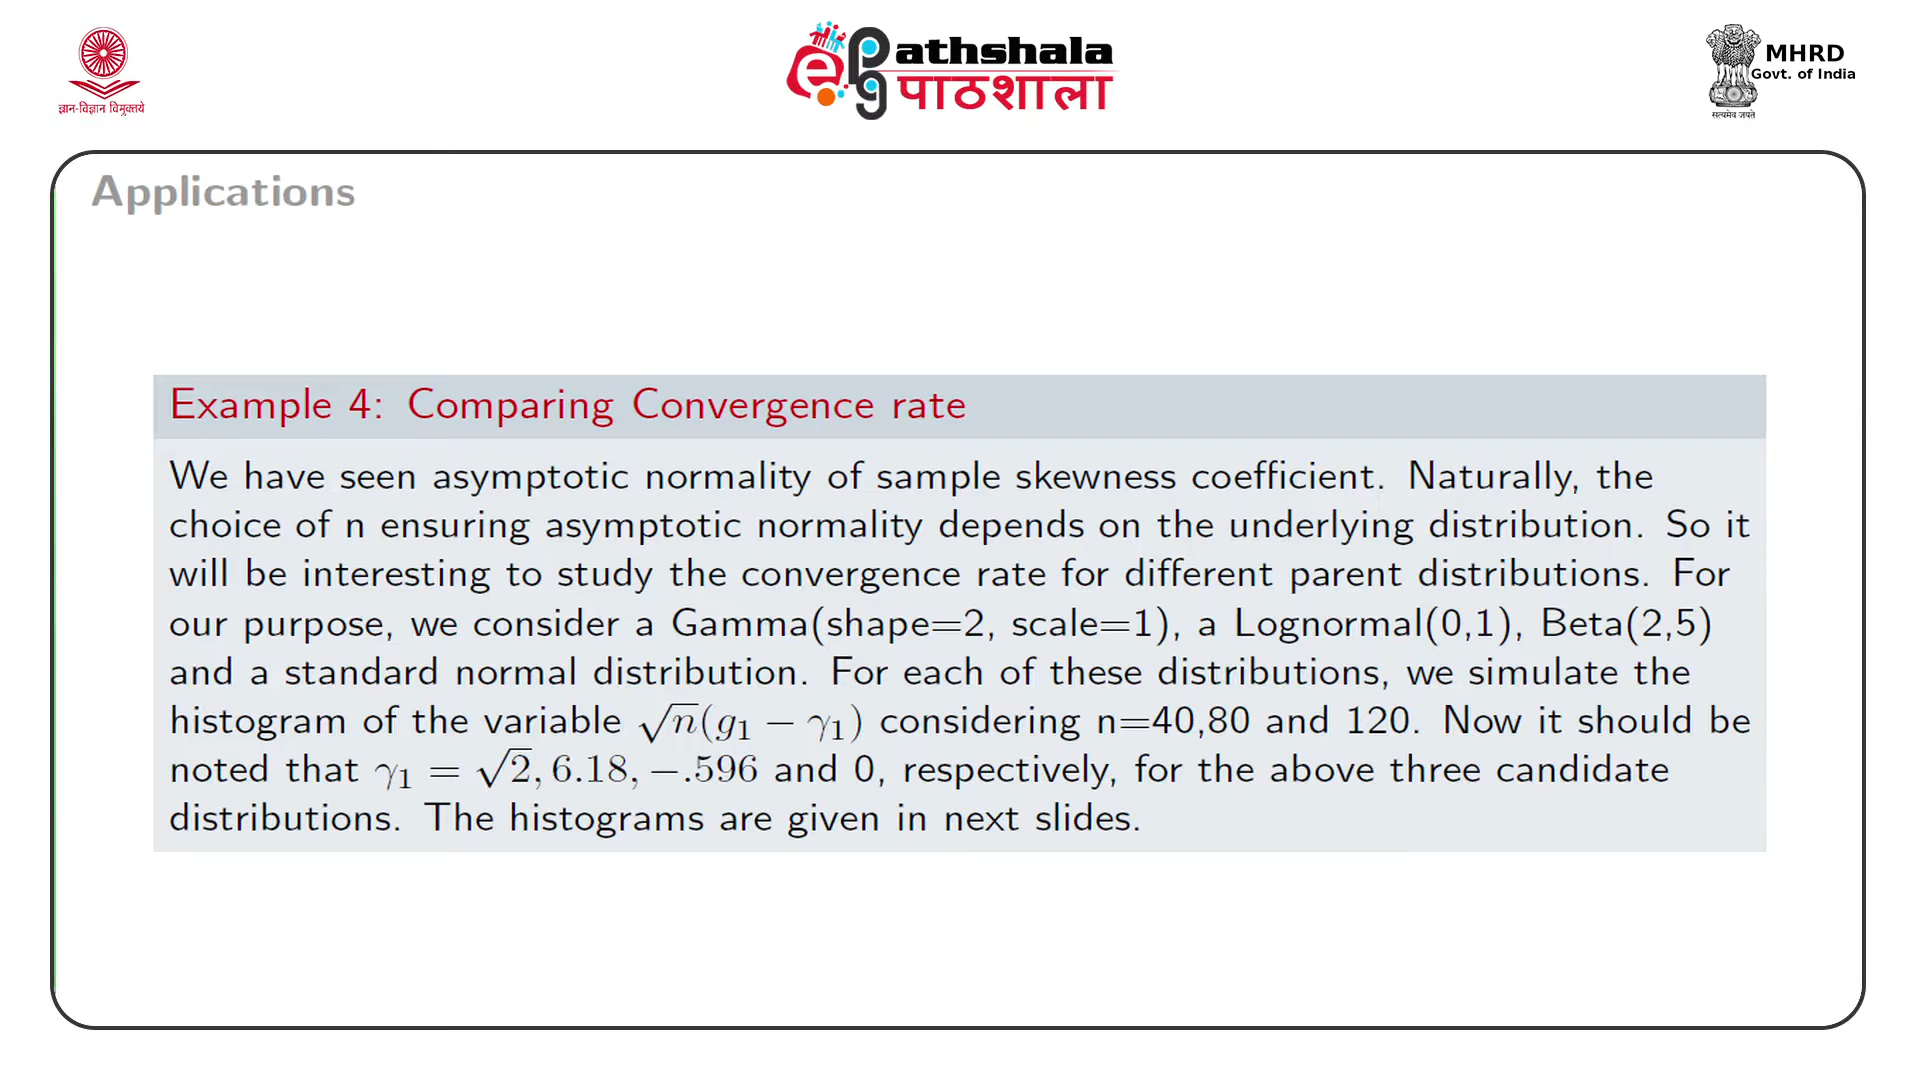 ज्ञान-विज्ञान विमुक्तये
e
pg
athshala
पाठशाला
MHRD
Govt. of India
सत्यमेव जयते
Applications
Example 4: Comparing Convergence rate
We have seen asymptotic normality of sample skewness coefficient. Naturally, the
choice of n ensuring asymptotic normality depends on the underlying distribution. So it
will be interesting to study the convergence rate for different parent distributions. For
our purpose, we consider a Gamma(shape=2, scale=1), a Lognormal(0,1), Beta(2,5)
and a standard normal distribution. For each of these distributions, we simulate the
histogram of the variable √n(g₁ − γ₁) considering n=40,80 and 120. Now it should be
noted that γ₁ = √2, 6.18, −.596 and 0, respectively, for the above three candidate
distributions. The histograms are given in next slides.